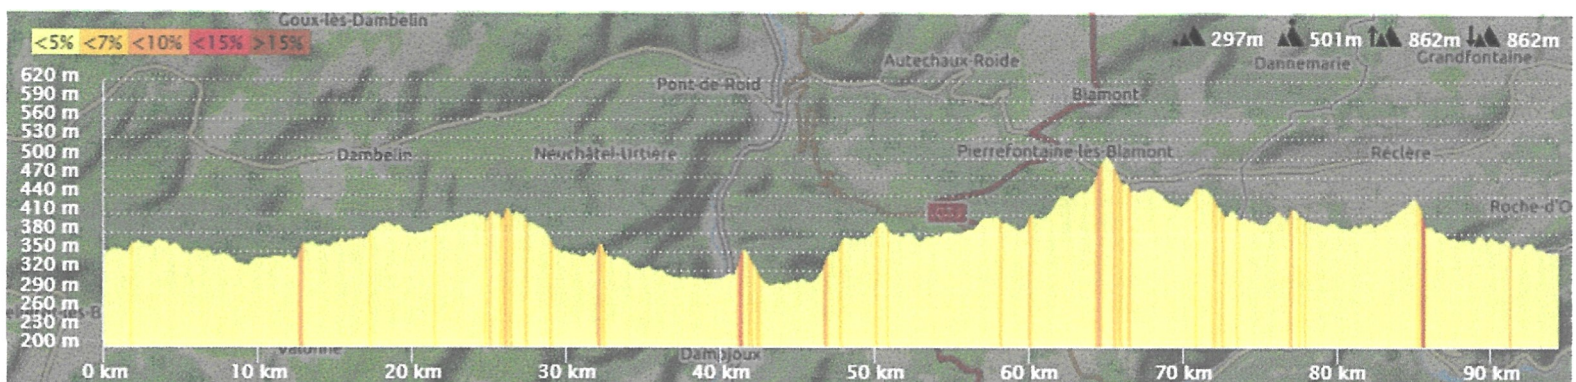 Goux-lès-Dambelin
<5% <7% <10% <15% >15%
297m 501m 862m 862m
Autechaux-Roide
Dannemarie
Grandfontaine
Pont-de-Roid
Blamont
Dambelin
Neuchâtel-Urtière
Pierrefontaine-lès-Blamont
Réclère
Roche-d'O
620 m
590 m
560 m
530 m
500 m
470 m
440 m
410 m
380 m
350 m
320 m
290 m
260 m
230 m
200 m
Valonne
Dampjoux
0 km 10 km 20 km 30 km 40 km 50 km 60 km 70 km 80 km 90 km